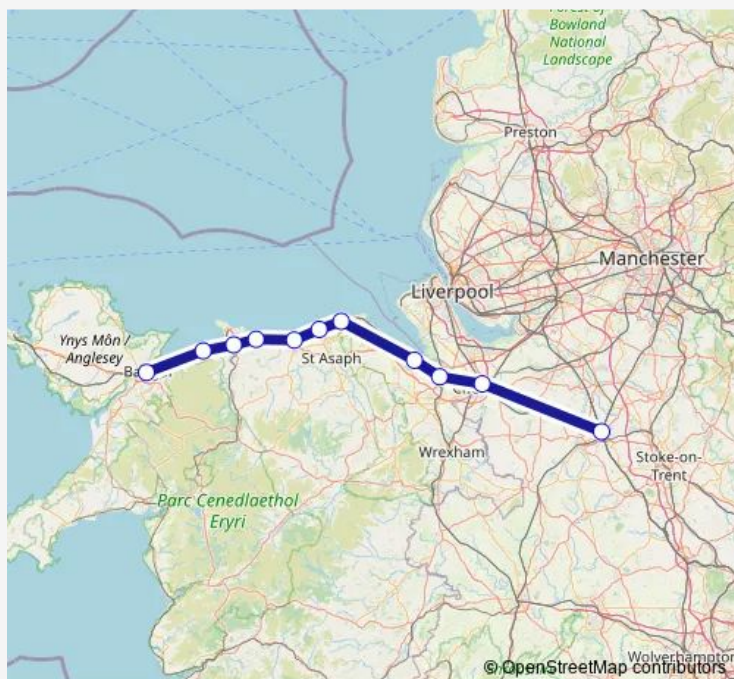 Forest of
Bowland
National
Landscape
Preston
Manchester
Liverpool
Ynys Môn /
Anglesey
St Asaph
Wrexham
Stoke-on-
Trent
Parc Cenedlaethol
Eryri
Wolverhampton
© OpenStreetMap contributors